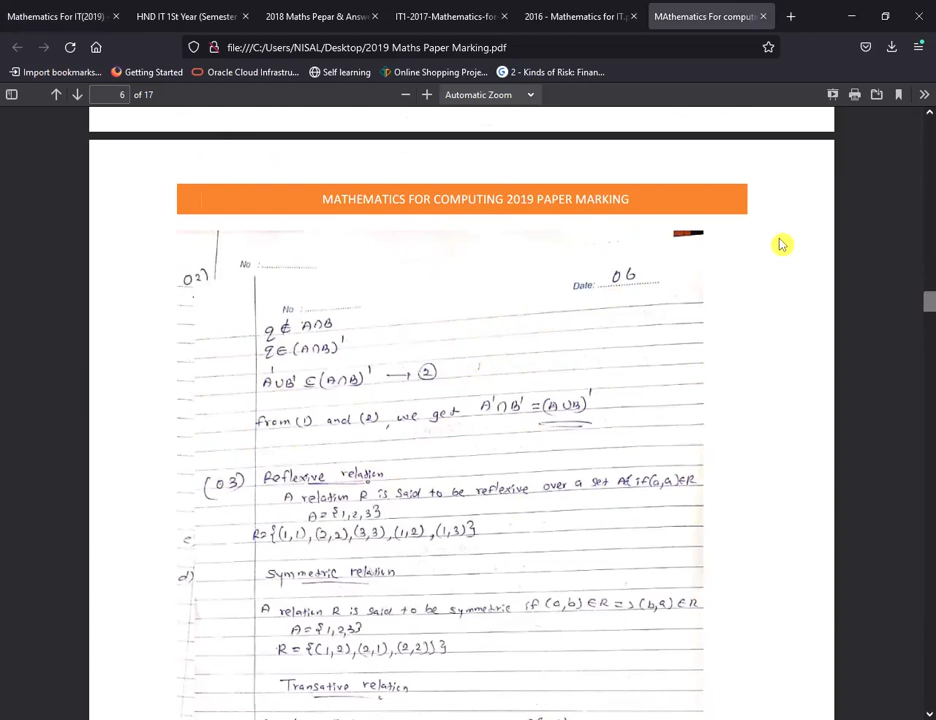 Mathematics For IT(2019)
HND IT 1St Year (Semester
2018 Maths Pepar & Answe
IT1-2017-Mathematics-for-
2016 - Mathematics for IT.p
MAthematics For computi
file:///C:/Users/NISAL/Desktop/2019 Maths Paper Marking.pdf
Import bookmarks...
Getting Started
Oracle Cloud Infrastru...
Self learning
Online Shopping Proje...
2 - Kinds of Risk: Finan...
6 of 17
Automatic Zoom
MATHEMATICS FOR COMPUTING 2019 PAPER MARKING
No :
02)
Date: 06
No :
q ∉ A∩B
q ∈ (A∩B)'
A'∪B' ⊆ (A∩B)' → ②
from (1) and (2), we get A'∩B' = (A∪B)'
(03) Reflexive relation
A relation R is said to be reflexive over a set A if (a,a)∈R
A = {1,2,3}
R={(1,1),(2,2),(3,3),(1,2),(1,3)}
d)
Symmetric relation
A relation R is said to be symmetric if (a,b)∈R => (b,a)∈R
A = {1,2,3}
R = {(1,2),(2,1),(2,2)}
Transative relation